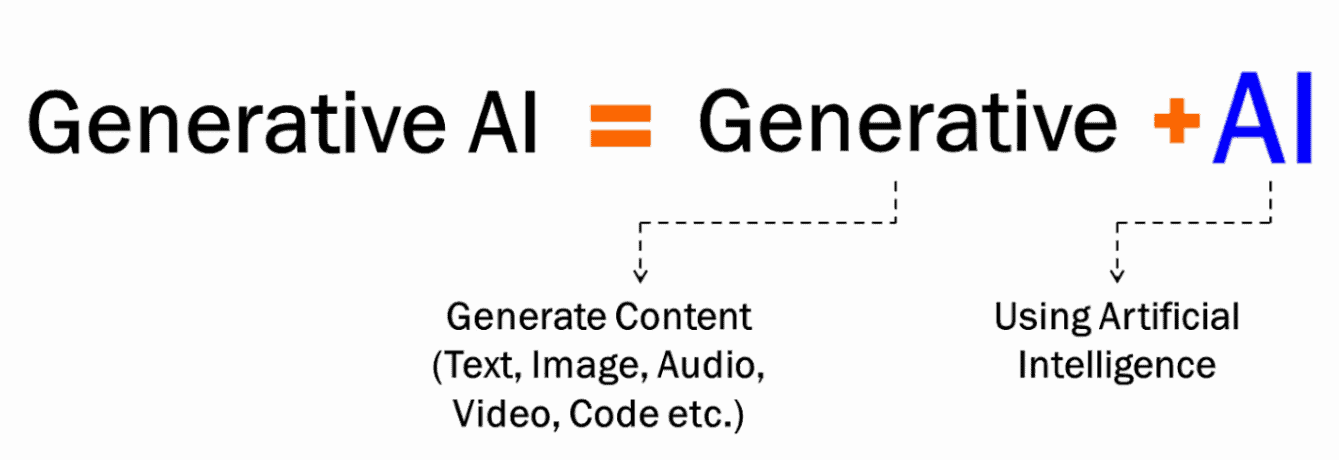 Generative AI = Generative + AI
Generate Content
(Text, Image, Audio,
Video, Code etc.)
Using Artificial
Intelligence